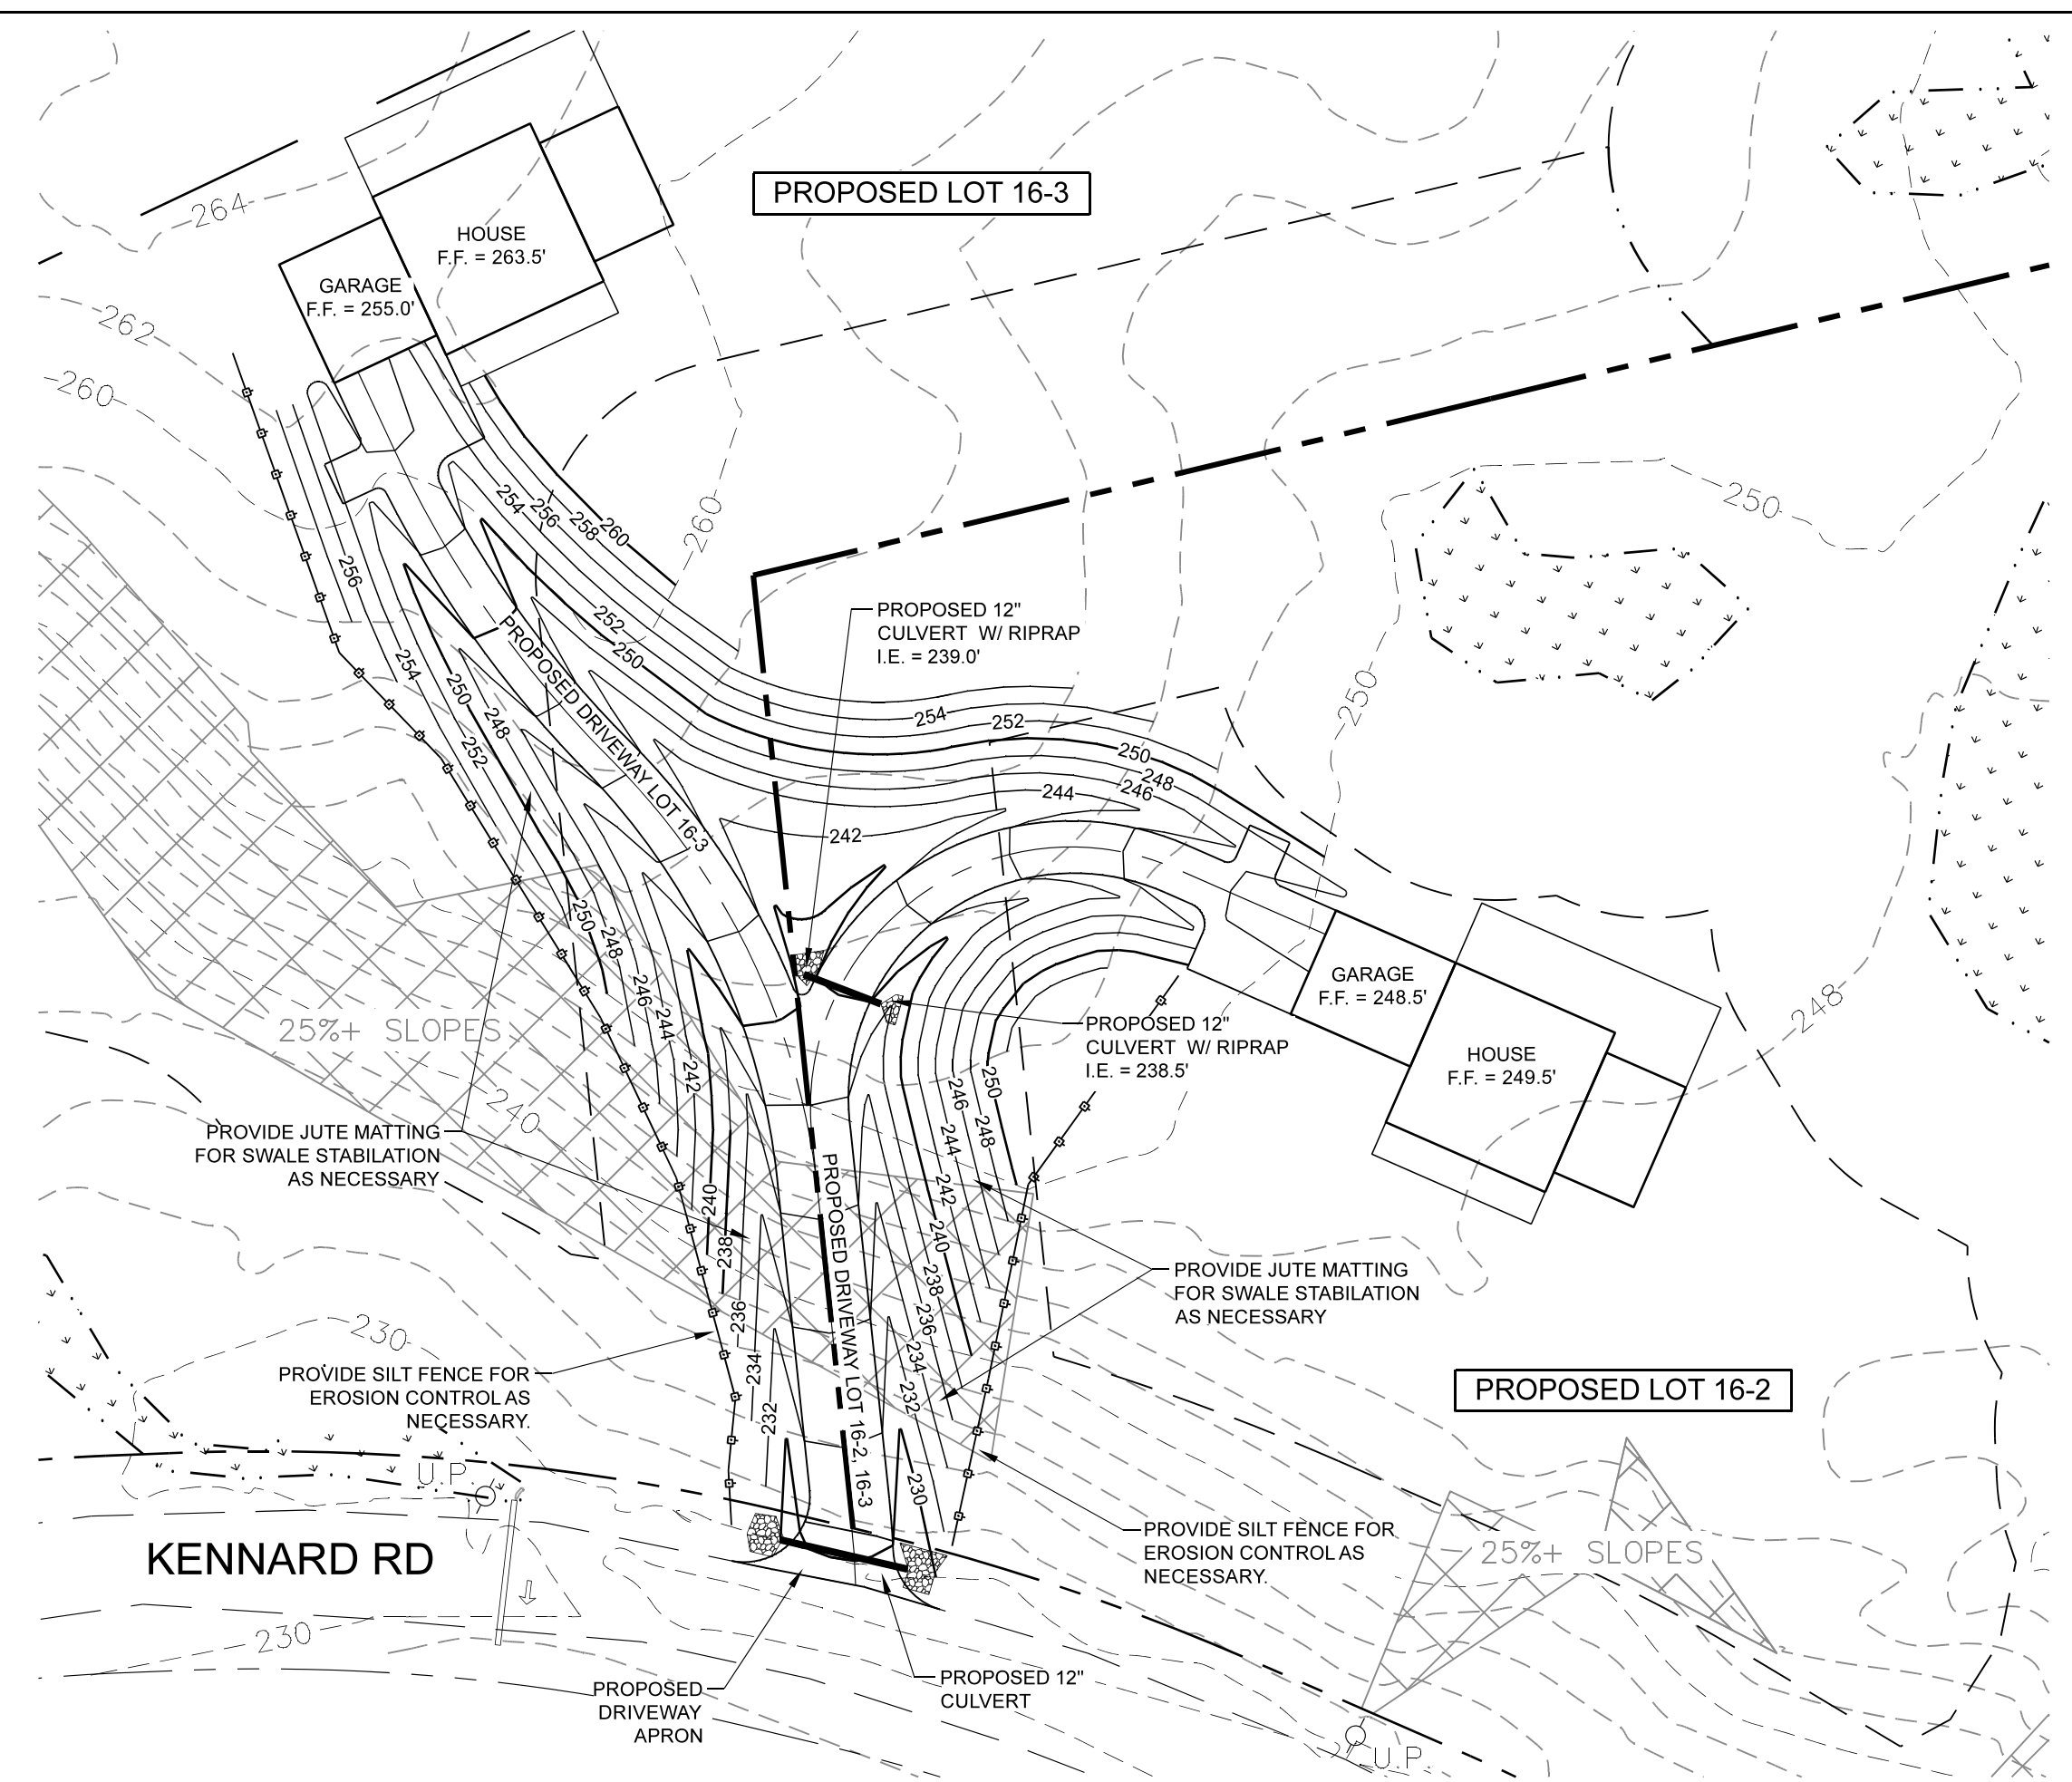 PROPOSED LOT 16-3
264
HOUSE
F.F. = 263.5'
GARAGE
F.F. = 255.0'
262
260
254
256
258
260
260
250
256
252
250
PROPOSED DRIVEWAY LOT 16-3
PROPOSED 12"
CULVERT W/ RIPRAP
I.E. = 239.0'
254
250
248
252
254
252
250
248
246
244
242
250
250
248
246
244
242
GARAGE
F.F. = 248.5'
HOUSE
F.F. = 249.5'
248
25%+ SLOPES
PROPOSED 12"
CULVERT W/ RIPRAP
I.E. = 238.5'
240
PROVIDE JUTE MATTING
FOR SWALE STABILATION
AS NECESSARY
250
248
246
244
242
240
238
236
234
232
230
240
238
236
234
232
PROPOSED DRIVEWAY LOT 16-2, 16-3
PROVIDE JUTE MATTING
FOR SWALE STABILATION
AS NECESSARY
230
PROVIDE SILT FENCE FOR
EROSION CONTROL AS
NECESSARY.
PROPOSED LOT 16-2
U.P.
KENNARD RD
PROVIDE SILT FENCE FOR
EROSION CONTROL AS
NECESSARY.
25%+ SLOPES
230
PROPOSED
DRIVEWAY
APRON
PROPOSED 12"
CULVERT
U.P.